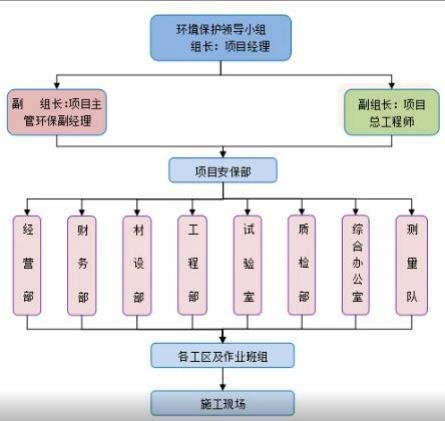 环境保护领导小组
组长：项目经理
副 组长:项目主
管环保副经理
副组长：项目
总工程师
项目安保部
经营部
财务部
材设部
工程部
试验室
质检部
综合办公室
测量队
各工区及作业班组
施工现场